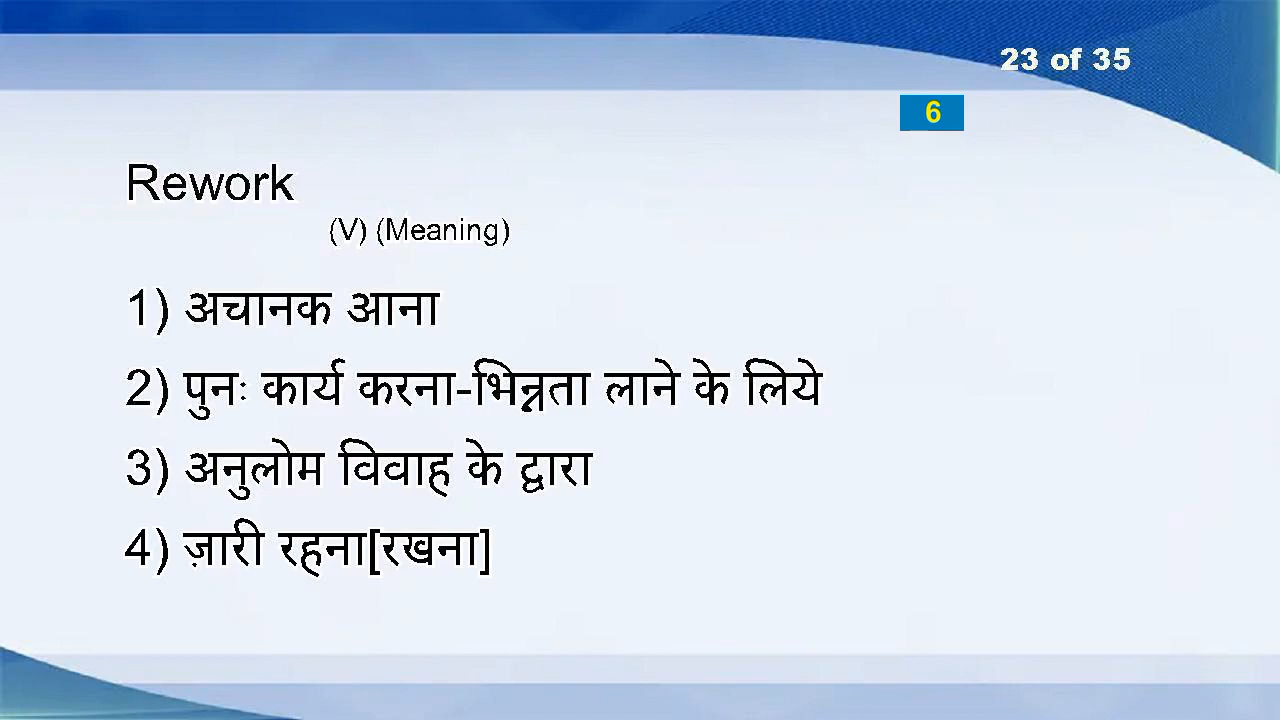 23 of 35
6
Rework
(V) (Meaning)
1) अचानक आना
2) पुनः कार्य करना-भिन्नता लाने के लिये
3) अनुलोम विवाह के द्वारा
4) ज़ारी रहना[रखना]